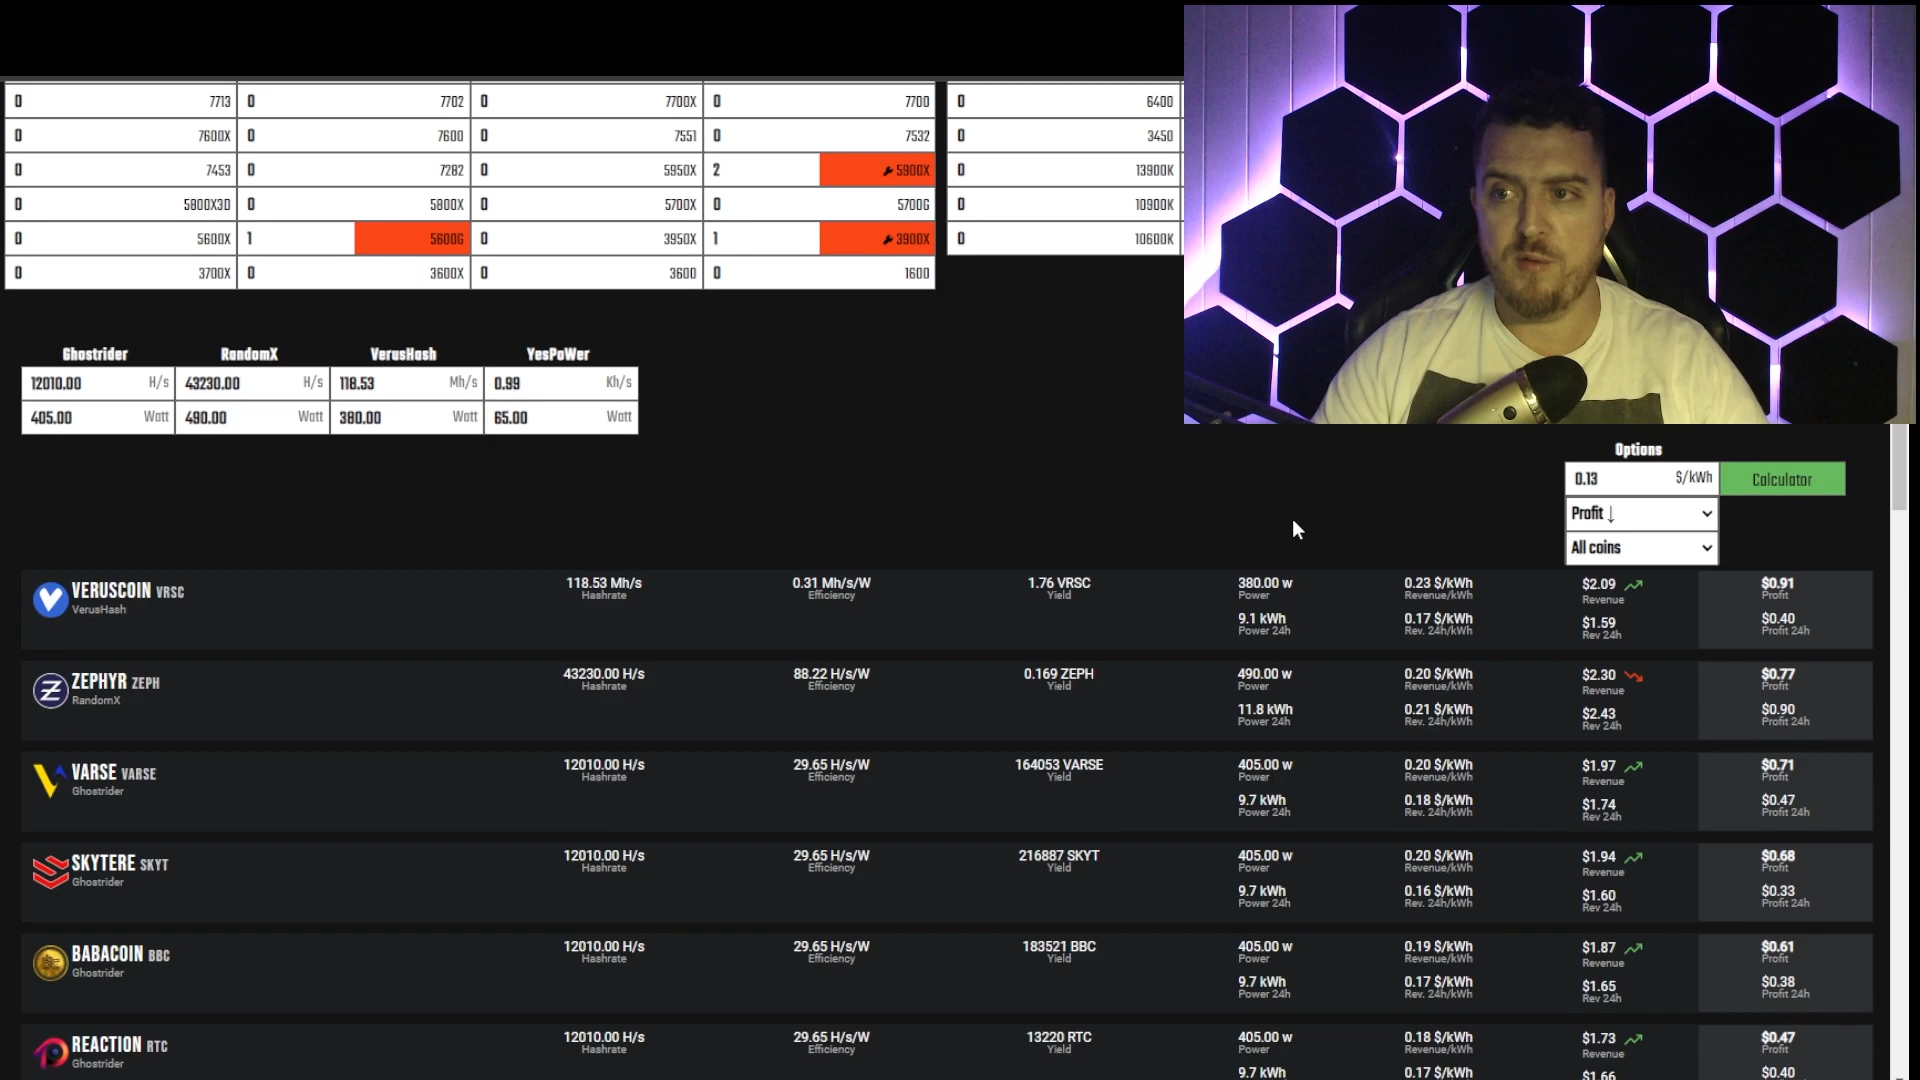 0 7713 0 7702 0 7700X 0 7700 0 6400
0 7600X 0 7600 0 7551 0 7532 0 3450
0 7453 0 7282 0 5950X 2 5900X 0 13900K
0 5800X3D 0 5800X 0 5700X 0 5700G 0 10900K
0 5600X 1 5600G 0 3950X 1 3900X 0 10600K
0 3700X 0 3600X 0 3600 0 1600
Ghostrider RandomX VerusHash YesPoWer
12010.00 H/s 43230.00 H/s 118.53 Mh/s 0.99 Kh/s
405.00 Watt 490.00 Watt 380.00 Watt 65.00 Watt
Options
0.13 $/kWh Calculator
Profit ↓
All coins
VERUSCOIN VRSC 118.53 Mh/s 0.31 Mh/s/W 1.76 VRSC 380.00 w 0.23 $/kWh $2.09 $0.91
VerusHash Hashrate Efficiency Yield Power Revenue/kWh Revenue Profit
9.1 kWh 0.17 $/kWh $1.59 $0.40
Power 24h Rev. 24h/kWh Rev 24h Profit 24h
ZEPHYR ZEPH 43230.00 H/s 88.22 H/s/W 0.169 ZEPH 490.00 w 0.20 $/kWh $2.30 $0.77
RandomX Hashrate Efficiency Yield Power Revenue/kWh Revenue Profit
11.8 kWh 0.21 $/kWh $2.43 $0.90
Power 24h Rev. 24h/kWh Rev 24h Profit 24h
VARSE VARSE 12010.00 H/s 29.65 H/s/W 164053 VARSE 405.00 w 0.20 $/kWh $1.97 $0.71
Ghostrider Hashrate Efficiency Yield Power Revenue/kWh Revenue Profit
9.7 kWh 0.18 $/kWh $1.74 $0.47
Power 24h Rev. 24h/kWh Rev 24h Profit 24h
SKYTERE SKYT 12010.00 H/s 29.65 H/s/W 216887 SKYT 405.00 w 0.20 $/kWh $1.94 $0.68
Ghostrider Hashrate Efficiency Yield Power Revenue/kWh Revenue Profit
9.7 kWh 0.16 $/kWh $1.60 $0.33
Power 24h Rev. 24h/kWh Rev 24h Profit 24h
BABACOIN BBC 12010.00 H/s 29.65 H/s/W 183521 BBC 405.00 w 0.19 $/kWh $1.87 $0.61
Ghostrider Hashrate Efficiency Yield Power Revenue/kWh Revenue Profit
9.7 kWh 0.17 $/kWh $1.65 $0.38
Power 24h Rev. 24h/kWh Rev 24h Profit 24h
REACTION RTC 12010.00 H/s 29.65 H/s/W 13220 RTC 405.00 w 0.18 $/kWh $1.73 $0.47
Ghostrider Hashrate Efficiency Yield Power Revenue/kWh Revenue Profit
9.7 kWh 0.17 $/kWh $1.66 $0.40